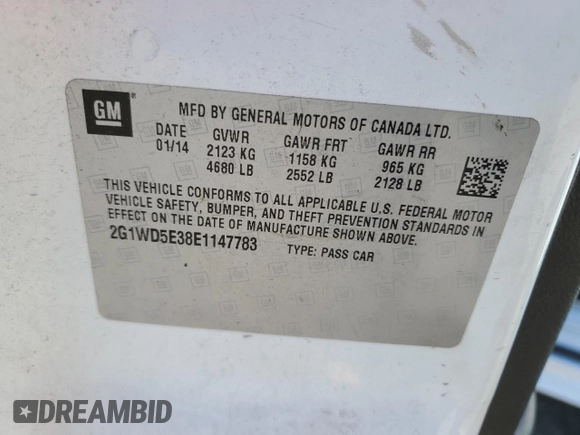 GM
MFD BY GENERAL MOTORS OF CANADA LTD.
DATE GVWR GAWR FRT GAWR RR
01/14 2123 KG 1158 KG 965 KG
4680 LB 2552 LB 2128 LB
THIS VEHICLE CONFORMS TO ALL APPLICABLE U.S. FEDERAL MOTOR
VEHICLE SAFETY, BUMPER, AND THEFT PREVENTION STANDARDS IN
EFFECT ON THE DATE OF MANUFACTURE SHOWN ABOVE.
2G1WD5E38E1147783 TYPE: PASS CAR
DREAMBID